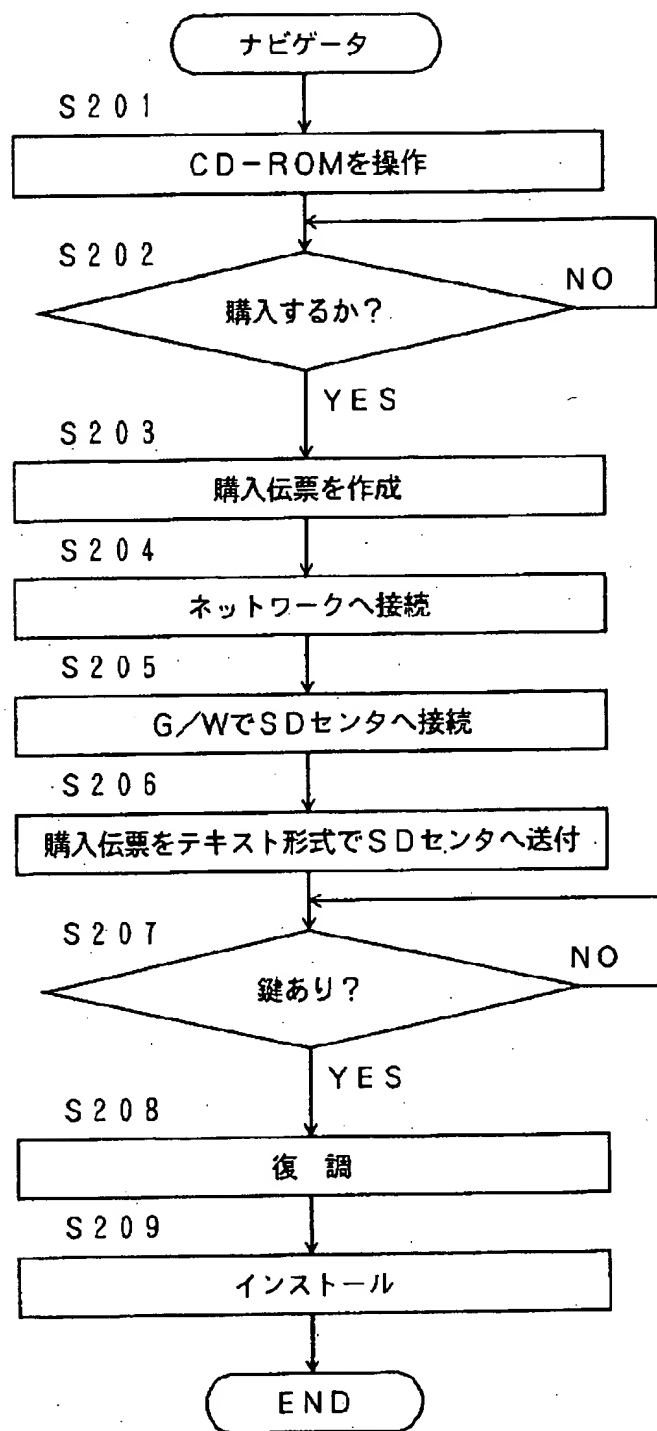 ナビゲータ
S201
CD-ROMを操作
S202
購入するか?
NO
YES
S203
購入伝票を作成
S204
ネットワークへ接続
S205
G/WでSDセンタへ接続
S206
購入伝票をテキスト形式でSDセンタへ送付
S207
鍵あり?
NO
YES
S208
復 調
S209
インストール
END